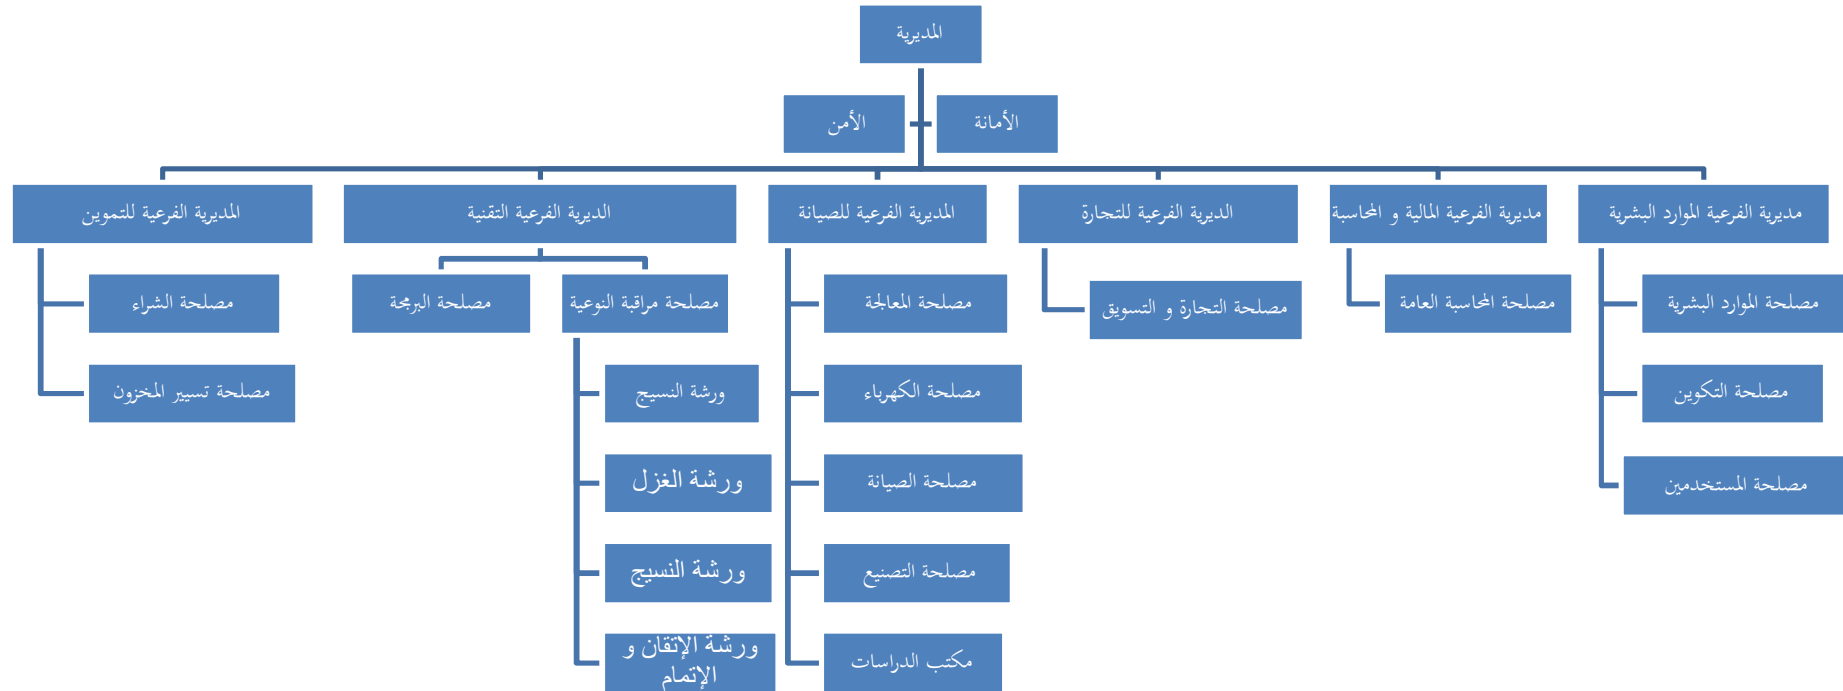 المديرية
الأمانة
الأمن
مديرية الفرعية الموارد البشرية
مديرية الفرعية المالية و المحاسبة
الديرية الفرعية للتجارة
المديرية الفرعية للصيانة
الديرية الفرعية التقنية
المديرية الفرعية للتموين
مصلحة الموارد البشرية
مصلحة التكوين
مصلحة المستخدمين
مصلحة المحاسبة العامة
مصلحة التجارة و التسويق
مصلحة المعالجة
مصلحة الكهرباء
مصلحة الصيانة
مصلحة التصنيع
مكتب الدراسات
مصلحة مراقبة النوعية
مصلحة البرمجة
ورشة النسيج
ورشة الغزل
ورشة النسيج
ورشة الإتقان و
الإتمام
مصلحة الشراء
مصلحة تسيير المخزون